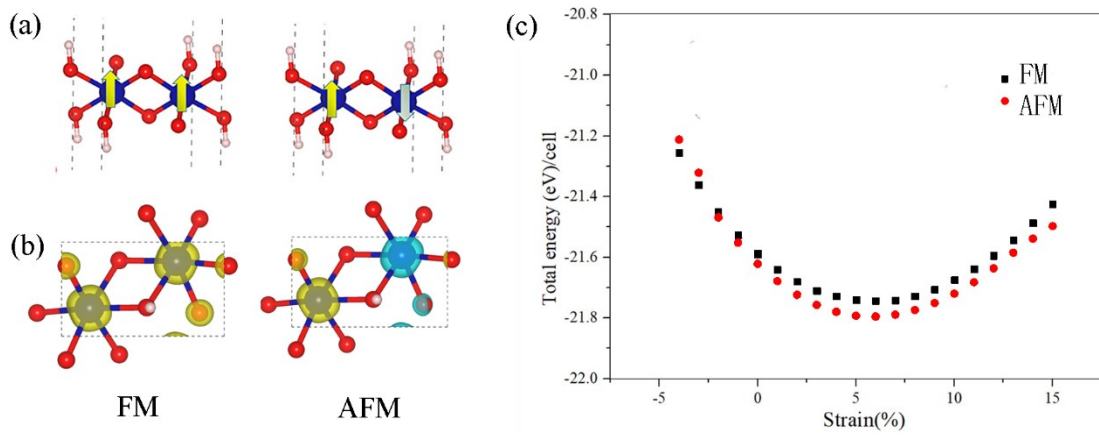 (a)
(b)
FM
AFM
(c)
-20.8
-21.0
-21.2
-21.4
-21.6
-21.8
-22.0
Total energy (eV)/cell
FM
AFM
-5
0
5
10
15
Strain(%)